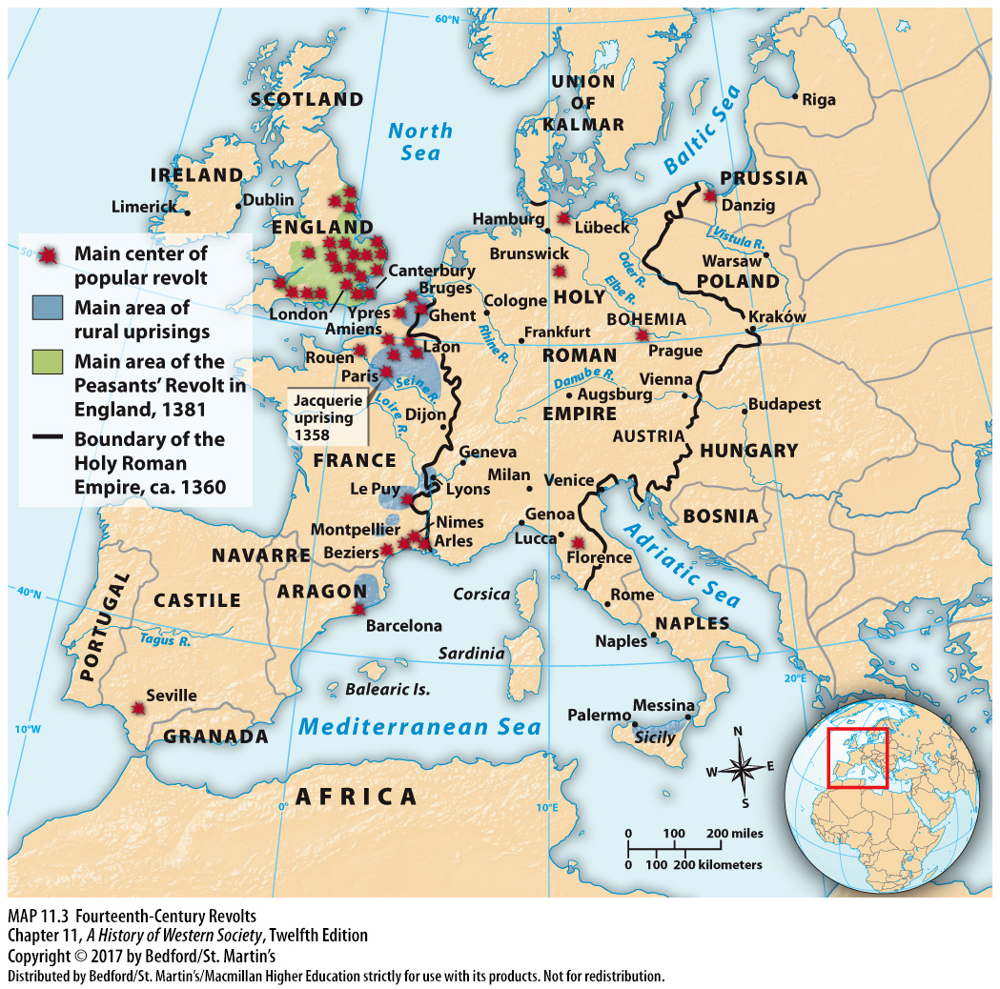 60°N
SCOTLAND
UNION
OF
KALMAR
Riga
North
Sea
Baltic Sea
IRELAND
PRUSSIA
Limerick
Dublin
Danzig
ENGLAND
Hamburg
Lübeck
Vistula R.
50°
Main center of
popular revolt
Main area of
rural uprisings
Main area of the
Peasants' Revolt in
England, 1381
Boundary of the
Holy Roman
Empire, ca. 1360
Brunswick
Oder R.
Warsaw
POLAND
Canterbury
Bruges
Elbe R.
London
Ypres
Ghent
Cologne
HOLY
BOHEMIA
Kraków
Amiens
Laon
Rhine R.
Frankfurt
Prague
Rouen
ROMAN
Paris
Seine R.
Danube R.
Vienna
Jacquerie
uprising
1358
Loire R.
Augsburg
Budapest
Dijon
EMPIRE
AUSTRIA
HUNGARY
FRANCE
Geneva
Milan
Venice
Le Puy
Lyons
Genoa
BOSNIA
Montpellier
Nimes
Lucca
Adriatic Sea
Beziers
Arles
Florence
NAVARRE
ARAGON
Corsica
Rome
40°N
PORTUGAL
CASTILE
Barcelona
NAPLES
Tagus R.
Sardinia
Naples
Balearic Is.
20°E
Seville
Palermo
Messina
10°W
GRANADA
Mediterranean Sea
Sicily
N
W
E
S
AFRICA
0°
10°E
0 100 200 miles
0 100 200 kilometers
MAP 11.3 Fourteenth-Century Revolts
Chapter 11, A History of Western Society, Twelfth Edition
Copyright © 2017 by Bedford/St. Martin's
Distributed by Bedford/St. Martin's/Macmillan Higher Education strictly for use with its products. Not for redistribution.